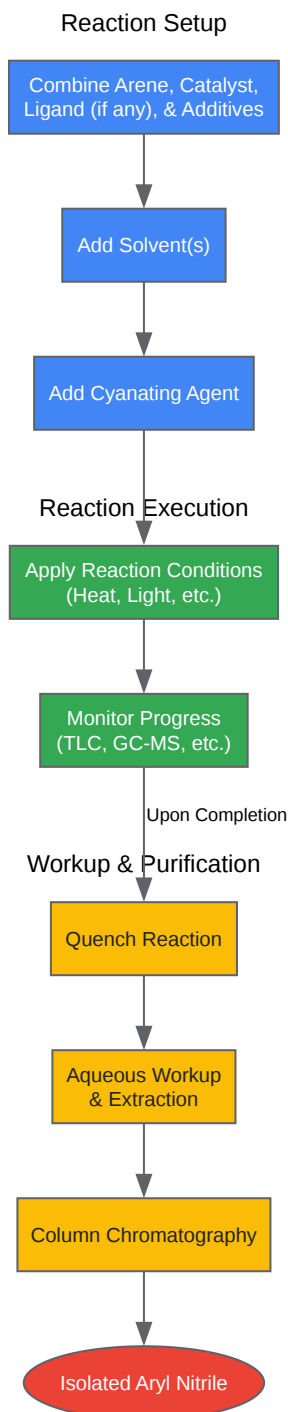 Reaction Setup
Combine Arene, Catalyst,
Ligand (if any), & Additives
Add Solvent(s)
Add Cyanating Agent
Reaction Execution
Apply Reaction Conditions
(Heat, Light, etc.)
Monitor Progress
(TLC, GC-MS, etc.)
Upon Completion
Workup & Purification
Quench Reaction
Aqueous Workup
& Extraction
Column Chromatography
Isolated Aryl Nitrile